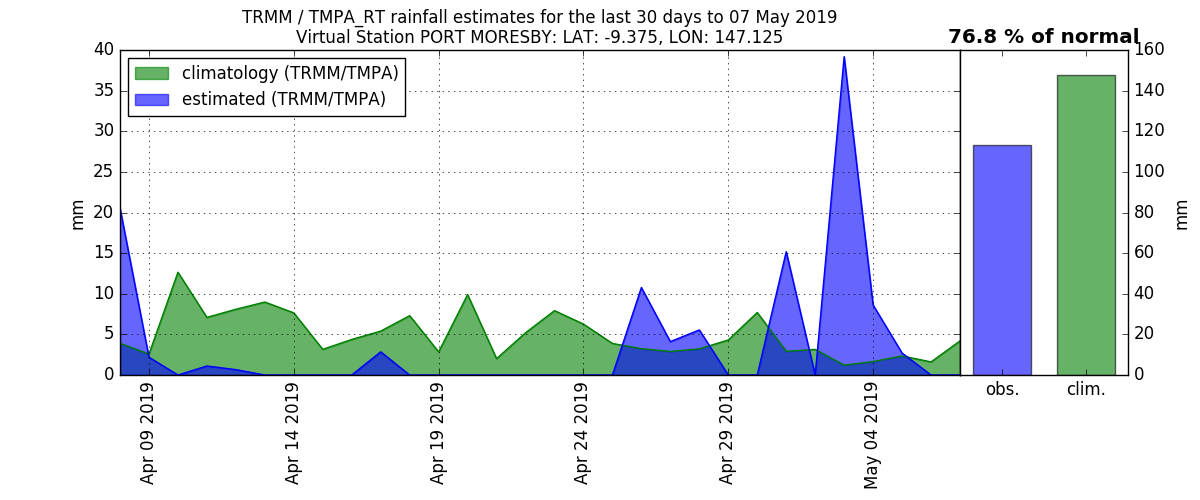 TRMM / TMPA_RT rainfall estimates for the last 30 days to 07 May 2019
Virtual Station PORT MORESBY: LAT: -9.375, LON: 147.125
76.8 % of normal
climatology (TRMM/TMPA)
estimated (TRMM/TMPA)
40
35
30
25
20
15
10
5
0
mm
Apr 09 2019
Apr 14 2019
Apr 19 2019
Apr 24 2019
Apr 29 2019
May 04 2019
160
140
120
100
80
60
40
20
0
mm
obs.
clim.